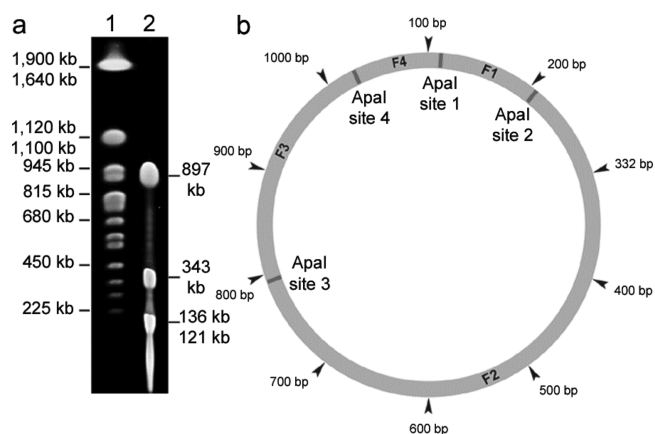 a
1 2
1,900 kb
1,640 kb
1,120 kb
1,100 kb
945 kb
815 kb
680 kb
450 kb
225 kb
897
kb
343
kb
136 kb
121 kb
b
100 bp
1000 bp
F4
F1
200 bp
ApaI
site 4
ApaI
site 1
ApaI
site 2
900 bp
F3
332 bp
ApaI
site 3
800 bp
400 bp
700 bp
F2
500 bp
600 bp